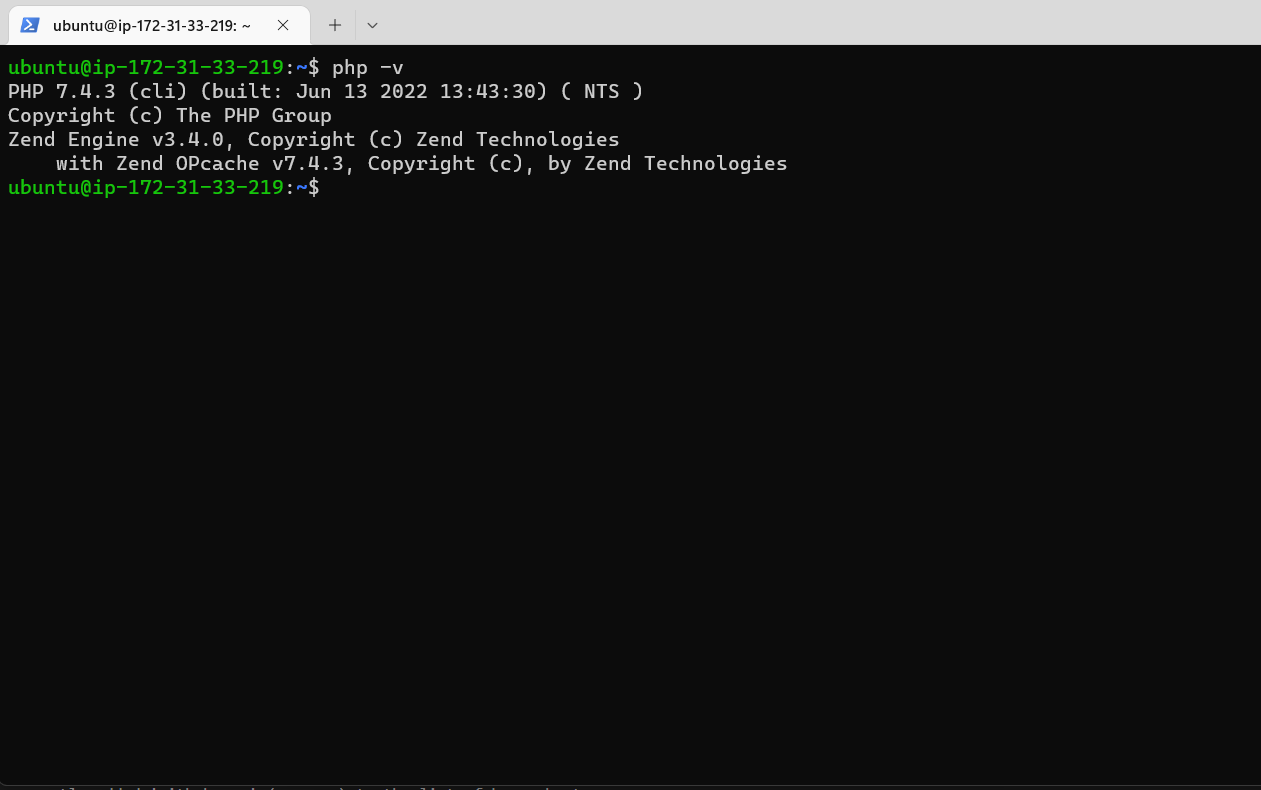 ubuntu@ip-172-31-33-219: ~
ubuntu@ip-172-31-33-219:~$ php -v
PHP 7.4.3 (cli) (built: Jun 13 2022 13:43:30) ( NTS )
Copyright (c) The PHP Group
Zend Engine v3.4.0, Copyright (c) Zend Technologies
    with Zend OPcache v7.4.3, Copyright (c), by Zend Technologies
ubuntu@ip-172-31-33-219:~$